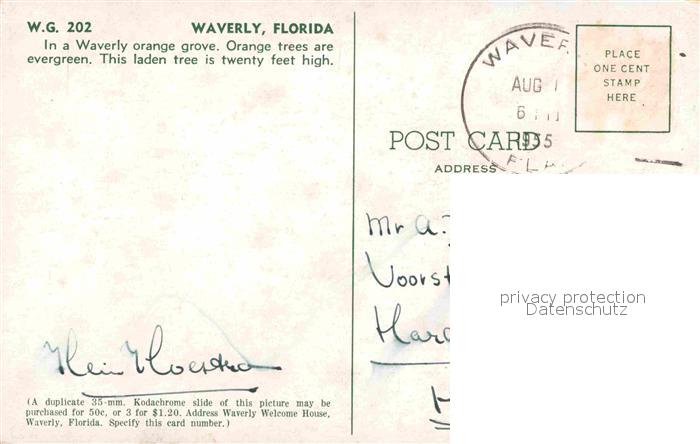 W.G. 202 WAVERLY, FLORIDA
In a Waverly orange grove. Orange trees are
evergreen. This laden tree is twenty feet high.
WAVER
AUG 1
6
1955
FLA
PLACE
ONE CENT
STAMP
HERE
POST CARD
ADDRESS
Mr A.
Voorst
Hein Hoekstra
(A duplicate 35-mm. Kodachrome slide of this picture may be
purchased for 50c, or 3 for $1.20. Address Waverly Welcome House,
Waverly, Florida. Specify this card number.)
privacy protection
Datenschutz